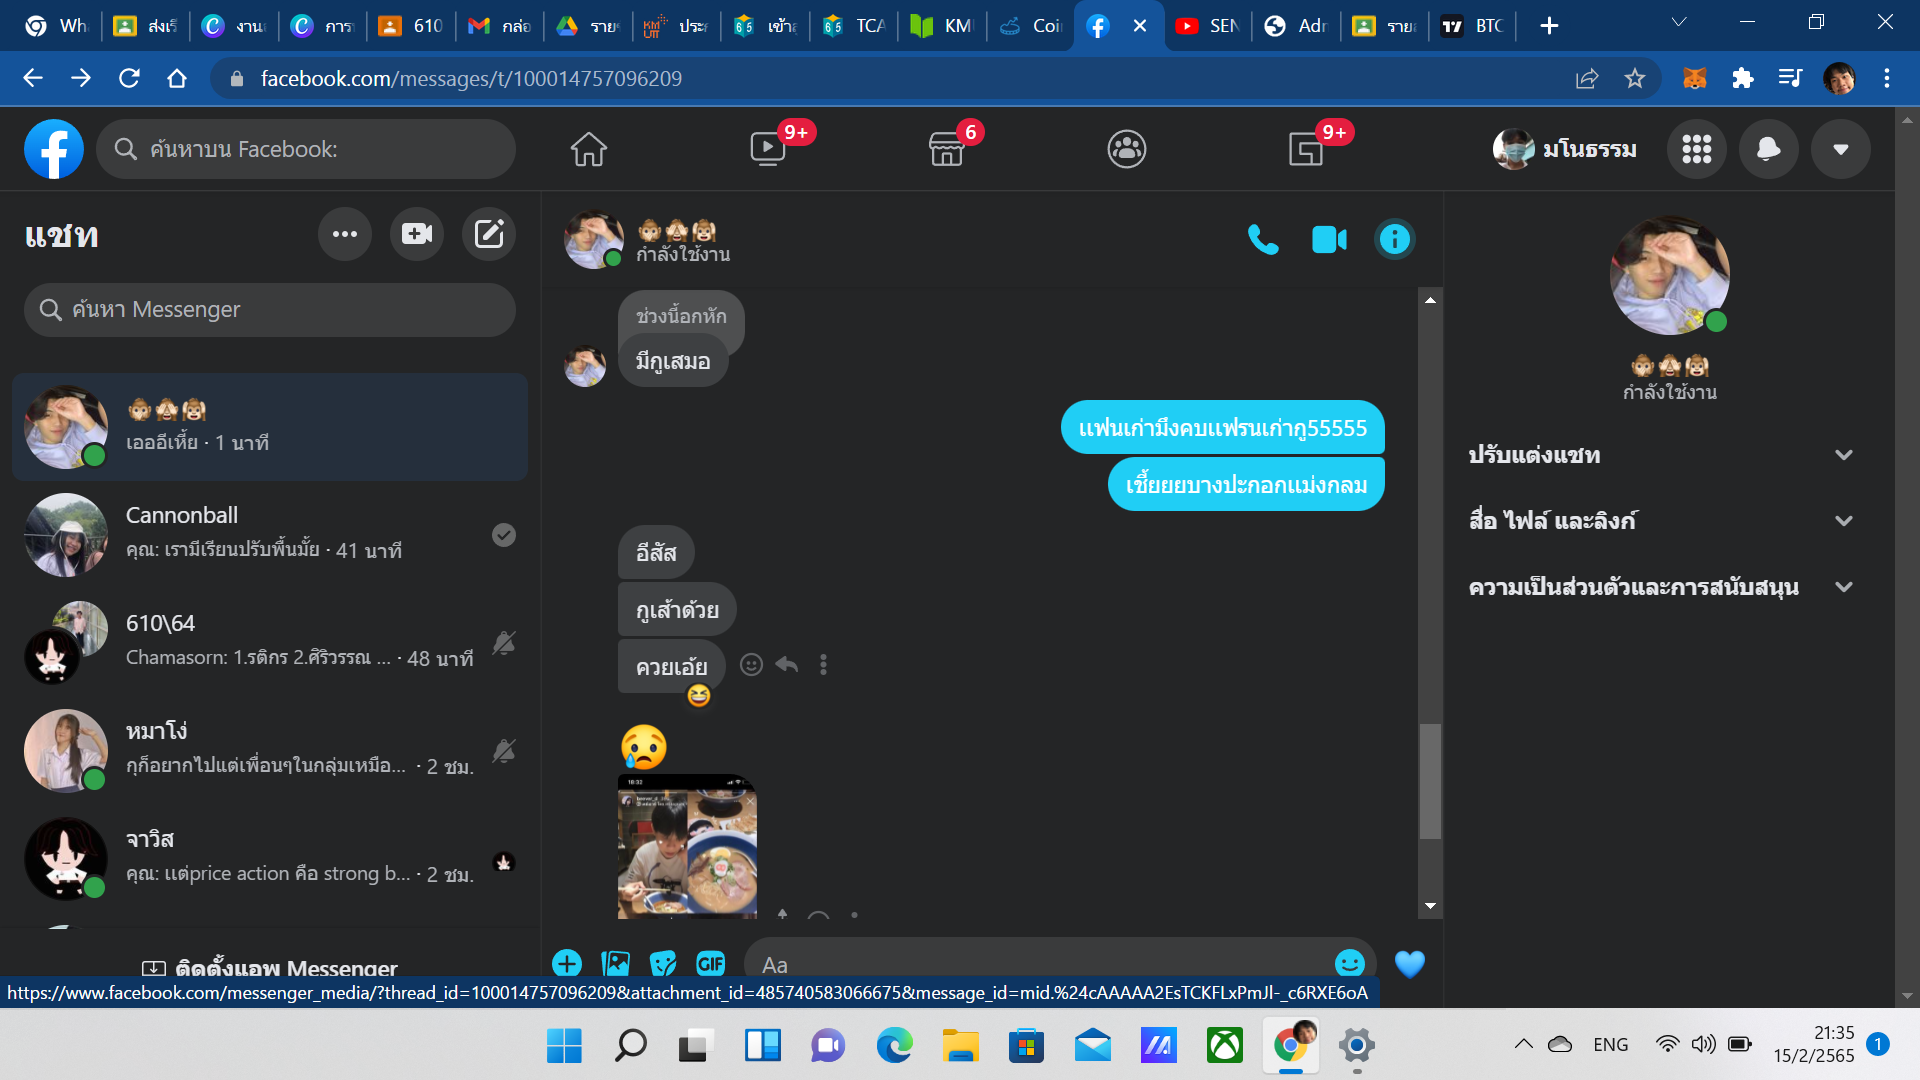 Wh
ส่งเรี
งานเ
การา
610
กล่อ
ราย
ประก
เข้าสู
TCA
KM
Coi
SEN
Adr
รายส
BTC
facebook.com/messages/t/100014757096209
ค้นหาบน Facebook:
9+
6
9+
มโนธรรม
แชท
ค้นหา Messenger
🙊🙈🙉
เอออีเหี้ย · 1 นาที
Cannonball
คุณ: เรามีเรียนปรับพื้นมั้ย · 41 นาที
610\64
Chamasorn: 1.รติกร 2.ศิริวรรณ ... · 48 นาที
หมาโง่
กุก็อยากไปแต่เพื่อนๆในกลุ่มเหมือ... · 2 ชม.
จาวิส
คุณ: แต่price action คือ strong b... · 2 ชม.
ติดตั้งแอพ Messenger
🙊🙈🙉
กำลังใช้งาน
ช่วงนี้อกหัก
มีกูเสมอ
แฟนเก่ามึงคบแฟรนเก่ากู55555
เชี้ยยยบางปะกอกแม่งกลม
อีสัส
กูเส้าด้วย
ควยเอ้ย
18:32
GIF
Aa
🙊🙈🙉
กำลังใช้งาน
ปรับแต่งแชท
สื่อ ไฟล์ และลิงก์
ความเป็นส่วนตัวและการสนับสนุน
https://www.facebook.com/messenger_media/?thread_id=100014757096209&attachment_id=485740583066675&message_id=mid.%24cAAAAA2EsTCKFLxPmJl-_c6RXE6oA
ENG
21:35
15/2/2565
1